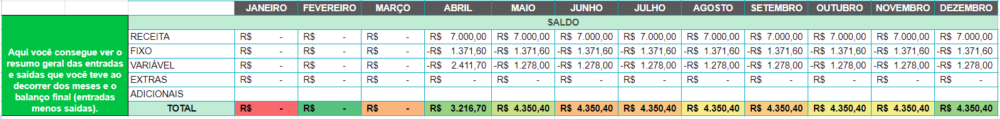 JANEIRO FEVEREIRO MARÇO ABRIL MAIO JUNHO JULHO AGOSTO SETEMBRO OUTUBRO NOVEMBRO DEZEMBRO
Aqui você consegue ver o
resumo geral das entradas
e saídas que você teve ao
decorrer dos meses e o
balanço final (entradas
menos saídas).
SALDO
RECEITA R$ - R$ - R$ - R$ 7.000,00 R$ 7.000,00 R$ 7.000,00 R$ 7.000,00 R$ 7.000,00 R$ 7.000,00 R$ 7.000,00 R$ 7.000,00 R$ 7.000,00
FIXO R$ - R$ - R$ - -R$ 1.371,60 -R$ 1.371,60 -R$ 1.371,60 -R$ 1.371,60 -R$ 1.371,60 -R$ 1.371,60 -R$ 1.371,60 -R$ 1.371,60 -R$ 1.371,60
VARIÁVEL R$ - R$ - R$ - -R$ 2.411,70 -R$ 1.278,00 -R$ 1.278,00 -R$ 1.278,00 -R$ 1.278,00 -R$ 1.278,00 -R$ 1.278,00 -R$ 1.278,00 -R$ 1.278,00
EXTRAS R$ - R$ - R$ - R$ - R$ - R$ - R$ - R$ - R$ - R$ - R$ - R$ -
ADICIONAIS
TOTAL R$ - R$ - R$ - R$ 3.216,70 R$ 4.350,40 R$ 4.350,40 R$ 4.350,40 R$ 4.350,40 R$ 4.350,40 R$ 4.350,40 R$ 4.350,40 R$ 4.350,40